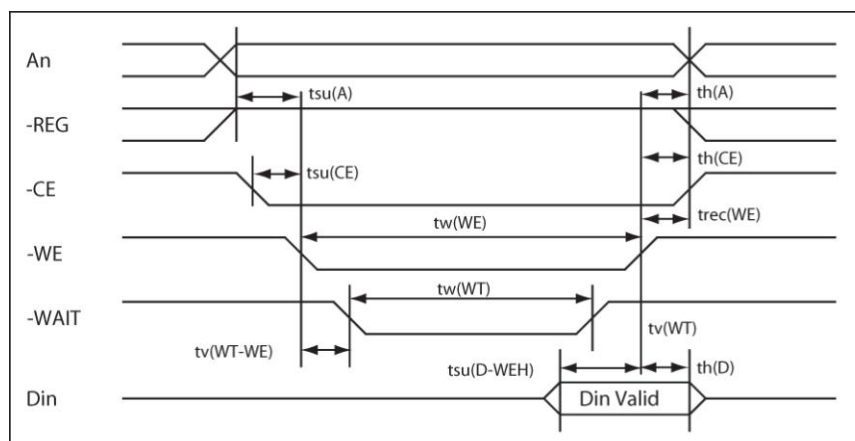 An
tsu(A)
th(A)
-REG
th(CE)
tsu(CE)
-CE
trec(WE)
tw(WE)
-WE
tw(WT)
-WAIT
tv(WT)
tv(WT-WE)
tsu(D-WEH)
th(D)
Din
Din Valid